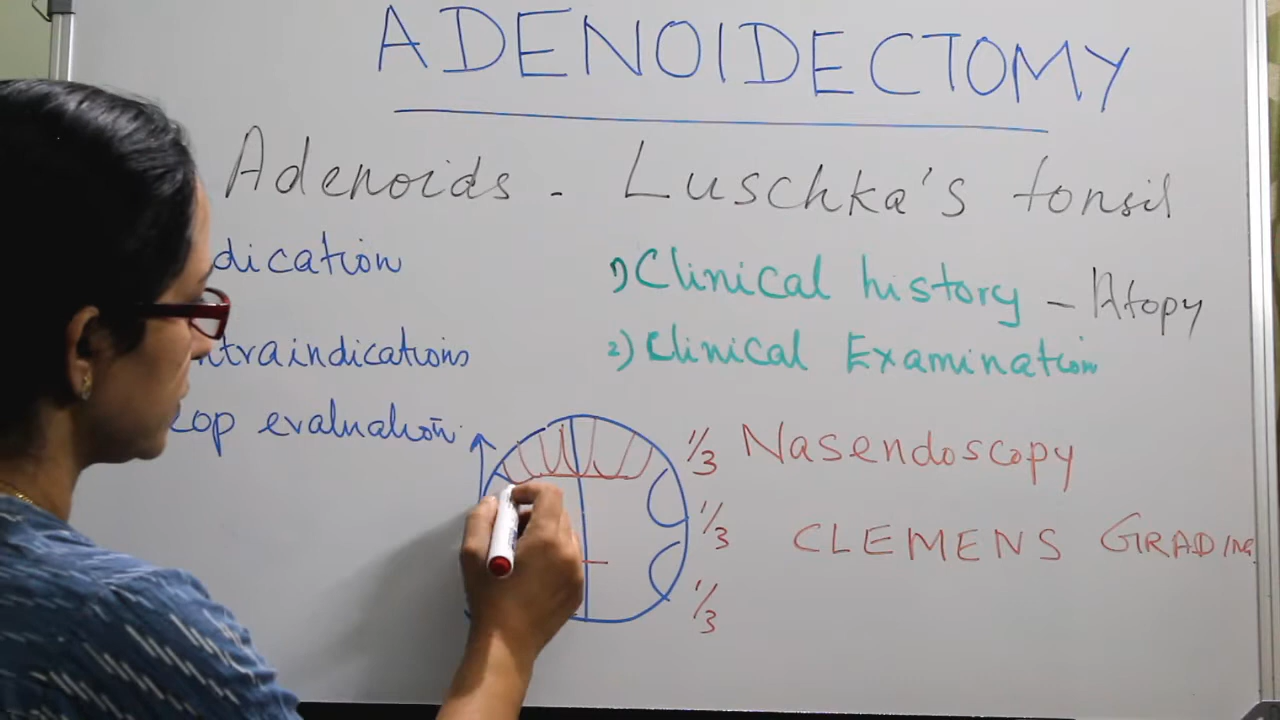 ADENOIDECTOMY
Adenoids - Luschka's tonsil
dication
traindications
op evaluation
1) Clinical history - Atopy
2) Clinical Examination
1/3 Nasendoscopy
1/3 CLEMENS GRADING
1/3